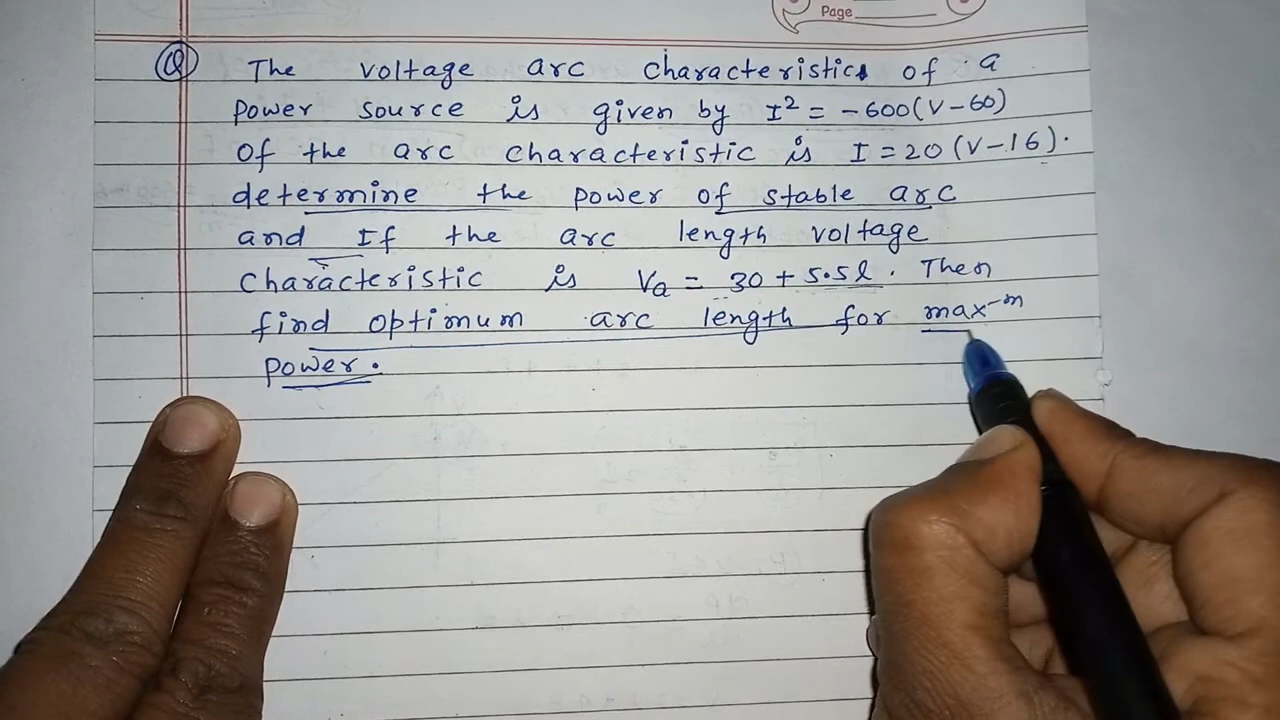 Page
Q The voltage arc characteristics of a
power source is given by I² = -600(V-60)
Of the arc characteristic is I = 20(V-16).
determine the power of stable arc
and If the arc length voltage
characteristic is Va = 30 + 5.5l. Then
find optimum arc length for max-m
power.